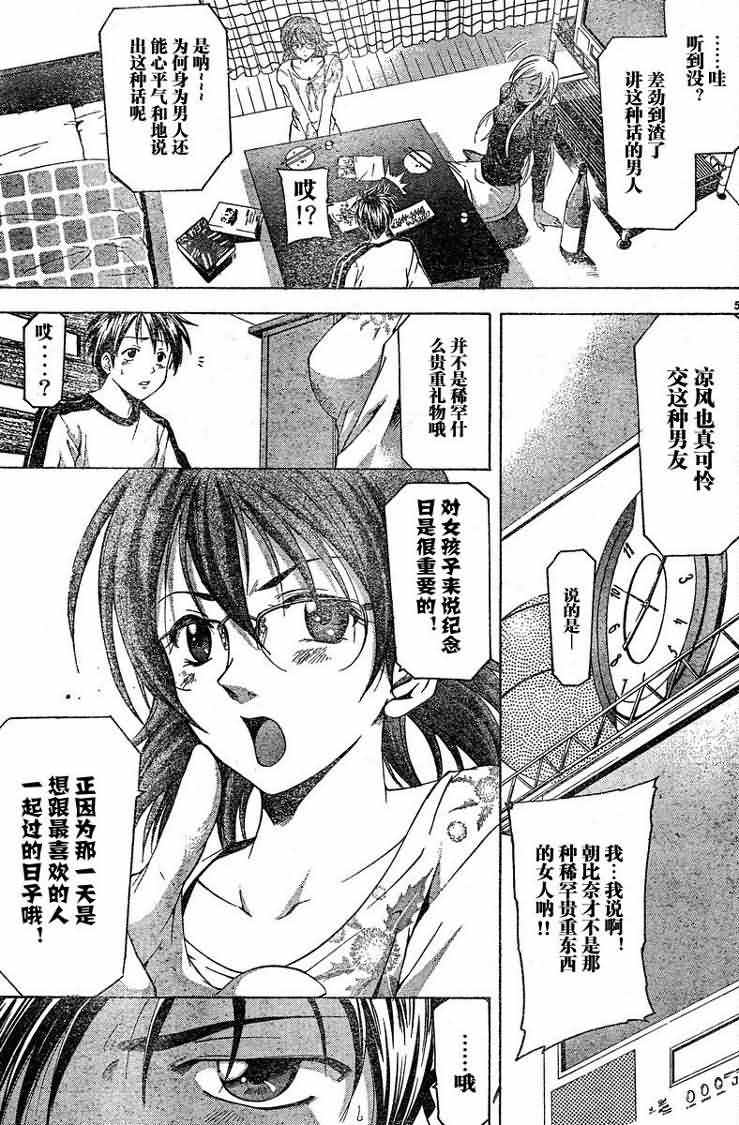 ……哇
听到没？
差劲到渣了
讲这种话的男人
是呐~~~
为何身为男人还
能心平气和地说
出这种话呢
哎
!?
5
凉风也真可怜
交这种男友
说的是—
我…我说啊！
朝比奈才不是那
种稀罕贵重东西
的女人呐!!
并不是稀罕什
么贵重礼物哦
哎
…
？
对女孩子来说纪念
日是很重要的！
正因为那一天是
想跟最喜欢的人
一起过的日子哦！
……哦